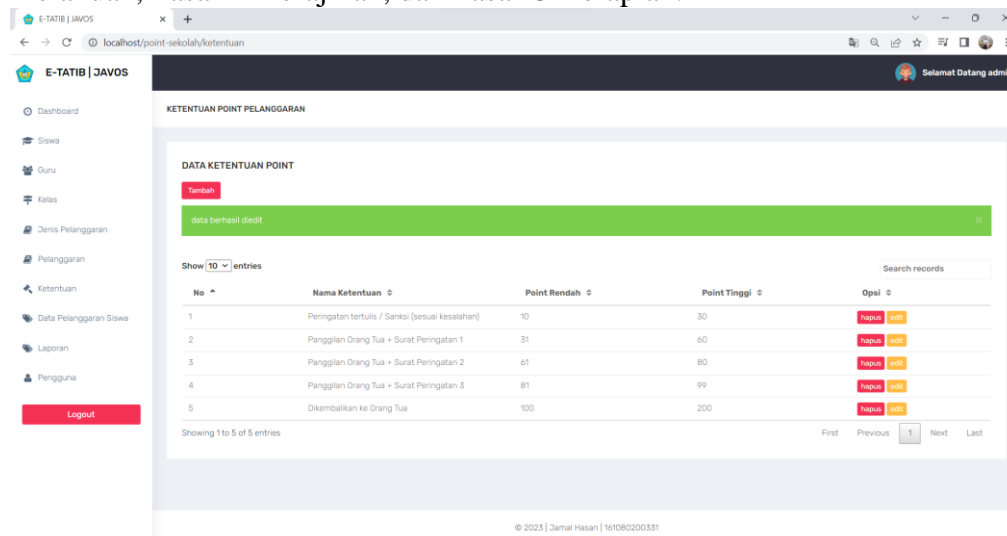 E-TATIB | JAVOS
localhost/point-sekolah/ketentuan
E-TATIB | JAVOS
Selamat Datang admi
Dashboard
KETENTUAN POINT PELANGGARAN
Siswa
Guru
Kelas
Jenis Pelanggaran
Pelanggaran
Ketentuan
Data Pelanggaran Siswa
Laporan
Pengguna
Logout
DATA KETENTUAN POINT
Tambah
data berhasil diedit ×
Show 10 entries
Search records
No Nama Ketentuan Point Rendah Point Tinggi Opsi
1 Peringatan tertulis / Sanksi (sesuai kesalahan) 10 30 hapus edit
2 Panggilan Orang Tua + Surat Peringatan 1 31 60 hapus edit
3 Panggilan Orang Tua + Surat Peringatan 2 61 80 hapus edit
4 Panggilan Orang Tua + Surat Peringatan 3 81 99 hapus edit
5 Dikembalikan ke Orang Tua 100 200 hapus edit
Showing 1 to 5 of 5 entries
First Previous 1 Next Last
© 2023 | Jamal Hasan | 161080200331